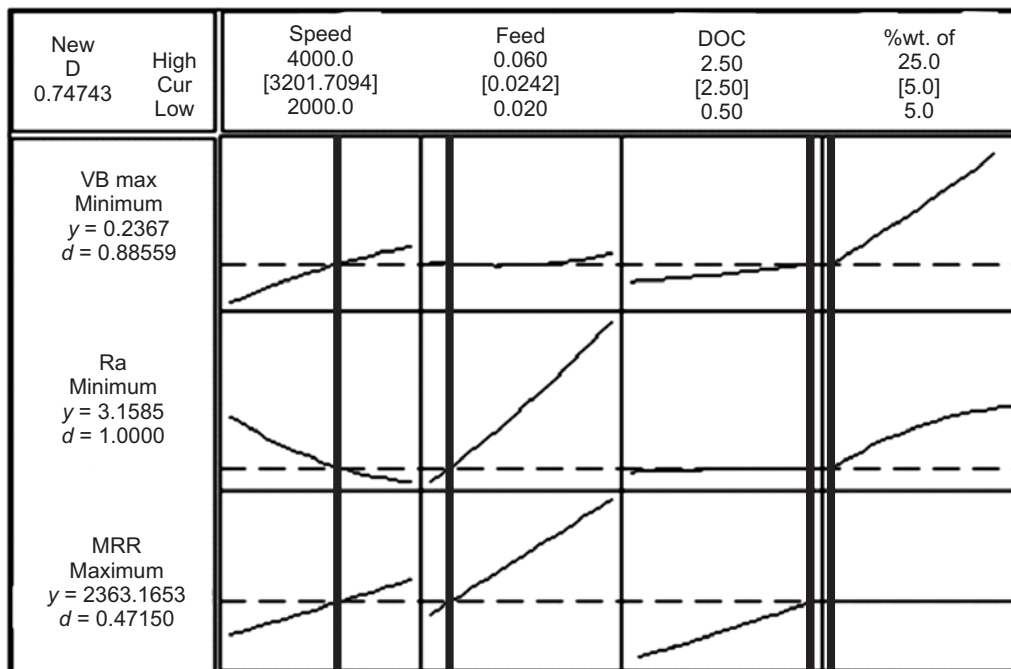 New
D
0.74743
High
Cur
Low
Speed
4000.0
[3201.7094]
2000.0
Feed
0.060
[0.0242]
0.020
DOC
2.50
[2.50]
0.50
%wt. of
25.0
[5.0]
5.0
VB max
Minimum
y = 0.2367
d = 0.88559
Ra
Minimum
y = 3.1585
d = 1.0000
MRR
Maximum
y = 2363.1653
d = 0.47150